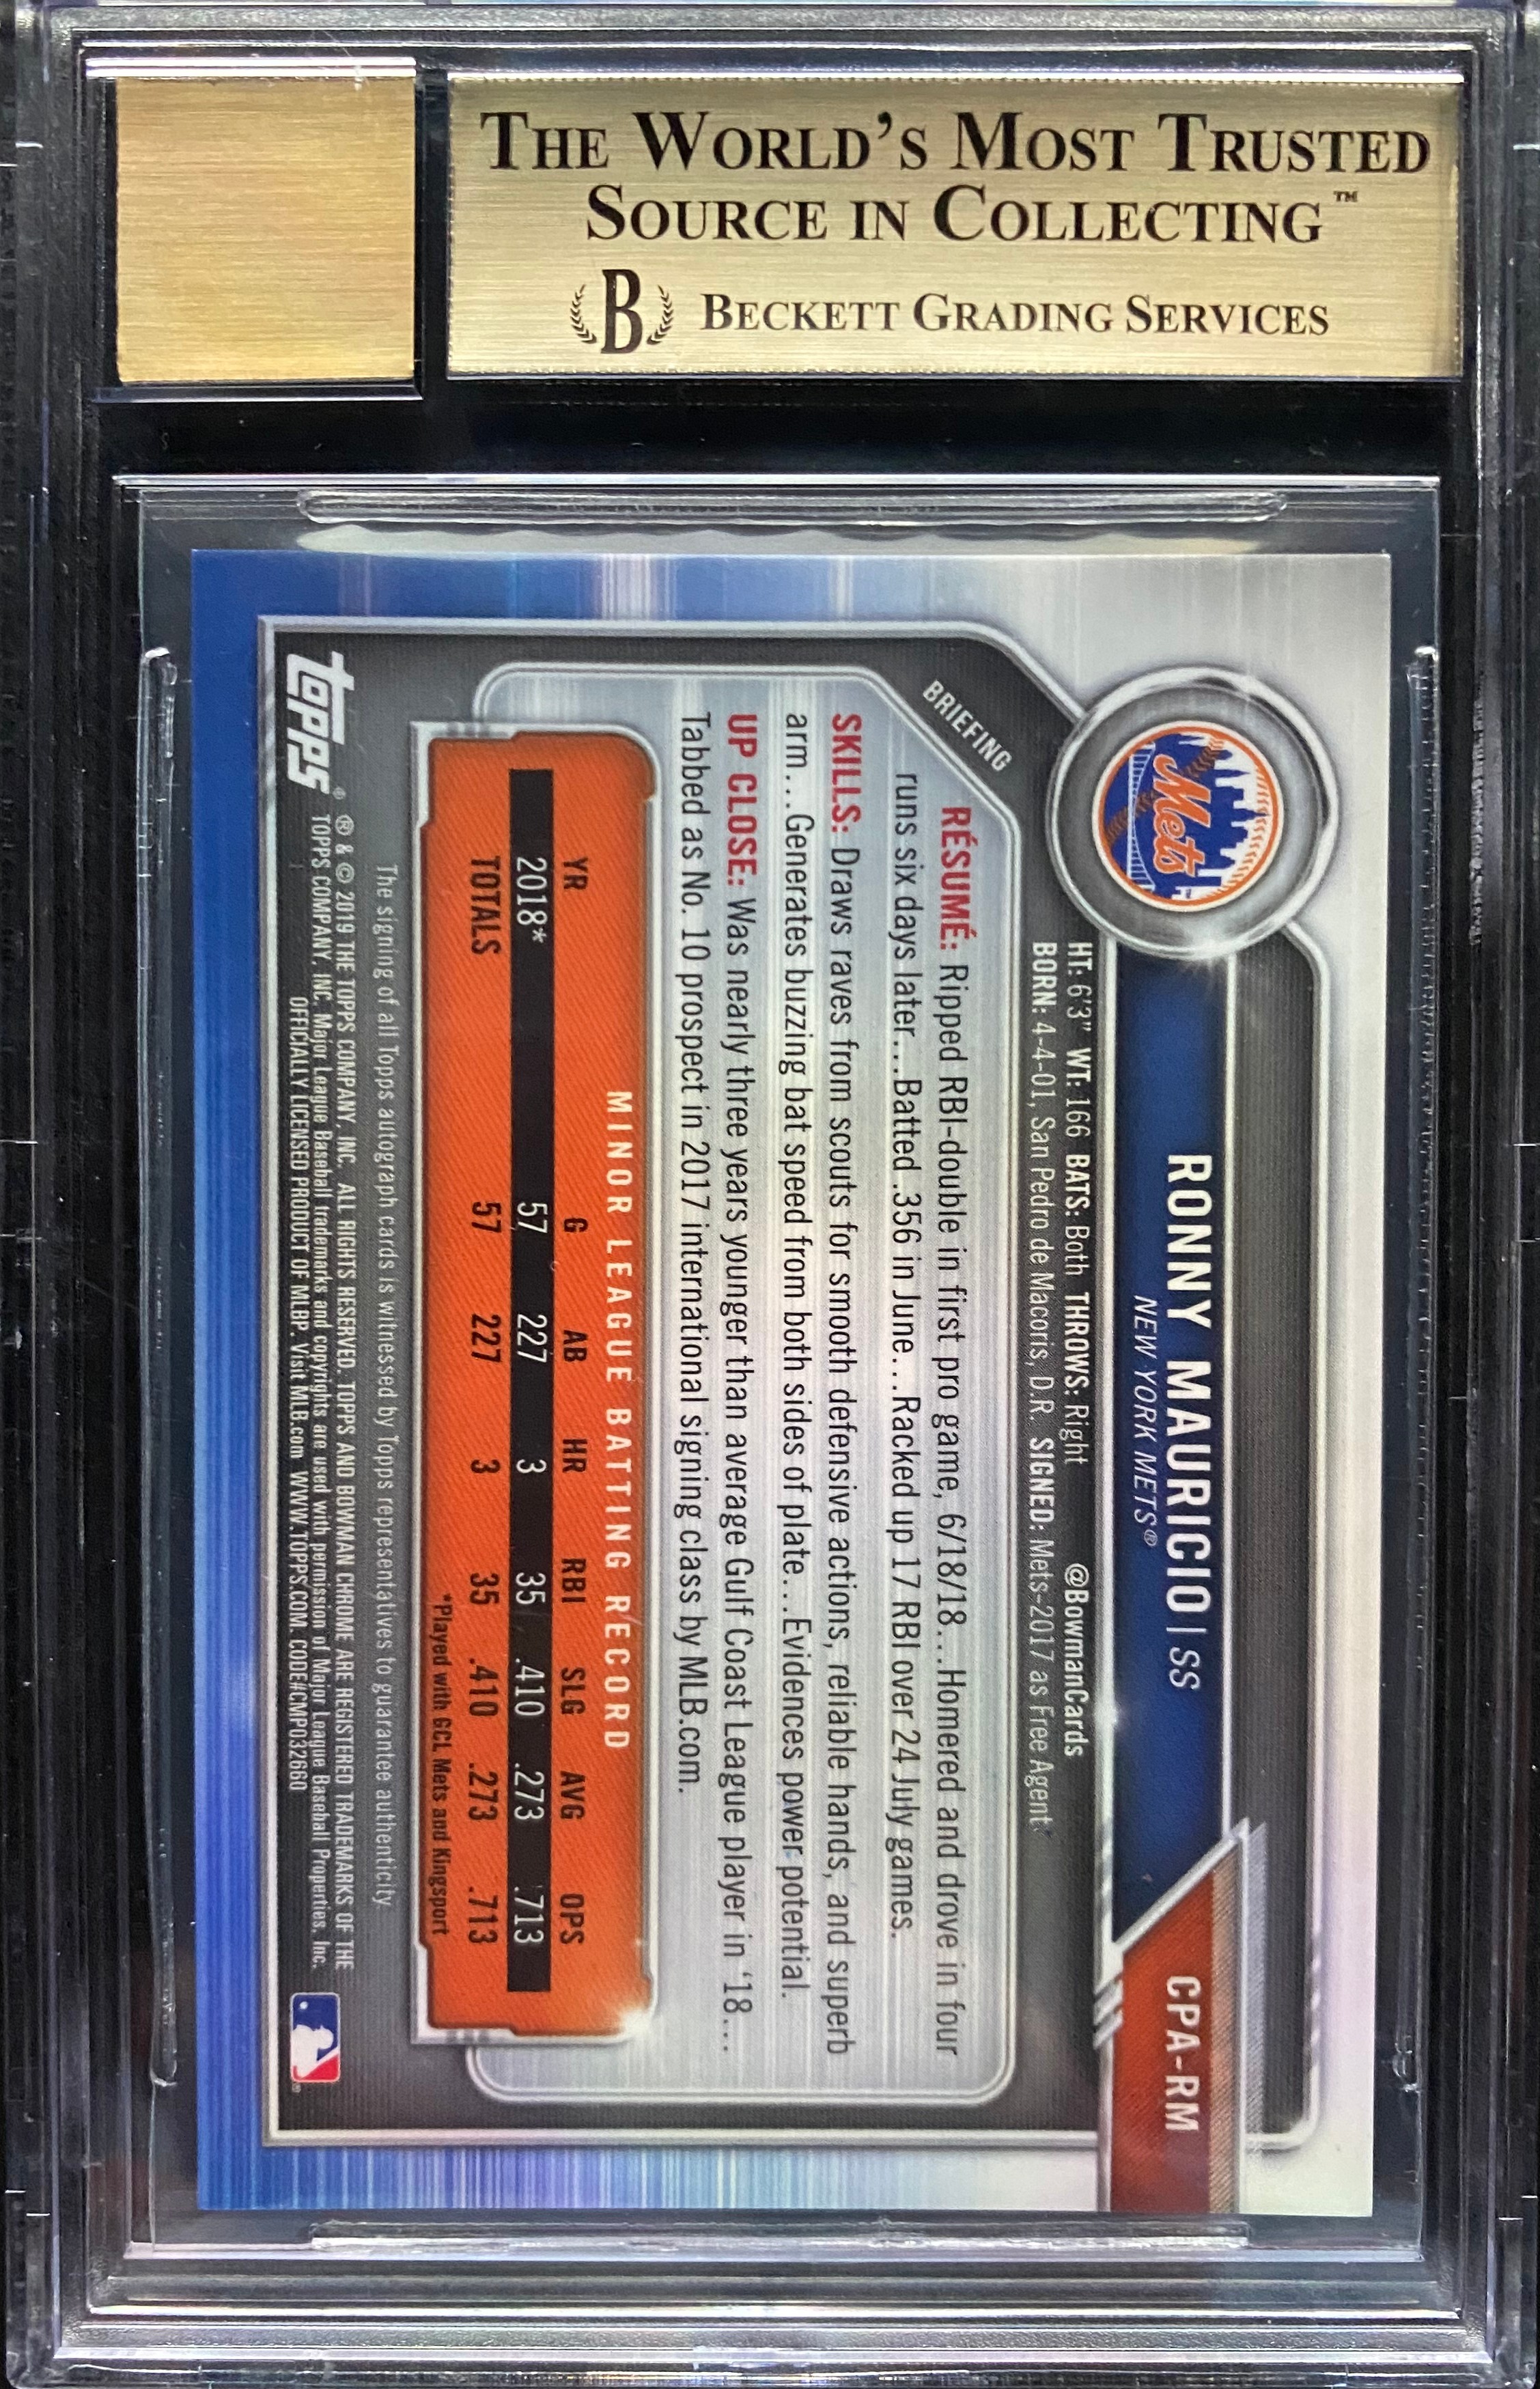 THE WORLD'S MOST TRUSTED
SOURCE IN COLLECTING™
B BECKETT GRADING SERVICES
Mets
RONNY MAURICIO | SS
CPA-RM
NEW YORK METS®
HT: 6'3" WT: 166 BATS: Both THROWS: Right @BowmanCards
BORN: 4-4-01, San Pedro de Macoris, D.R. SIGNED: Mets-2017 as Free Agent
BRIEFING
RÉSUMÉ: Ripped RBI-double in first pro game, 6/18/18...Homered and drove in four
runs six days later...Batted .356 in June...Racked up 17 RBI over 24 July games.
SKILLS: Draws raves from scouts for smooth defensive actions, reliable hands, and superb
arm...Generates buzzing bat speed from both sides of plate...Evidences power potential.
UP CLOSE: Was nearly three years younger than average Gulf Coast League player in '18...
Tabbed as No. 10 prospect in 2017 international signing class by MLB.com.
MINOR LEAGUE BATTING RECORD
YR G AB HR RBI SLG AVG OPS
2018* 57 227 3 35 .410 .273 .713
TOTALS 57 227 3 35 .410 .273 .713
*Played with GCL Mets and Kingsport
The signing of all Topps autograph cards is witnessed by Topps representatives to guarantee authenticity
topps®
® & © 2019 THE TOPPS COMPANY, INC. ALL RIGHTS RESERVED. TOPPS AND BOWMAN CHROME ARE REGISTERED TRADEMARKS OF THE
TOPPS COMPANY, INC. Major League Baseball trademarks and copyrights are used with permission of Major League Baseball Properties, Inc.
OFFICIALLY LICENSED PRODUCT OF MLBP. Visit MLB.com WWW.TOPPS.COM. CODE#CMP032660